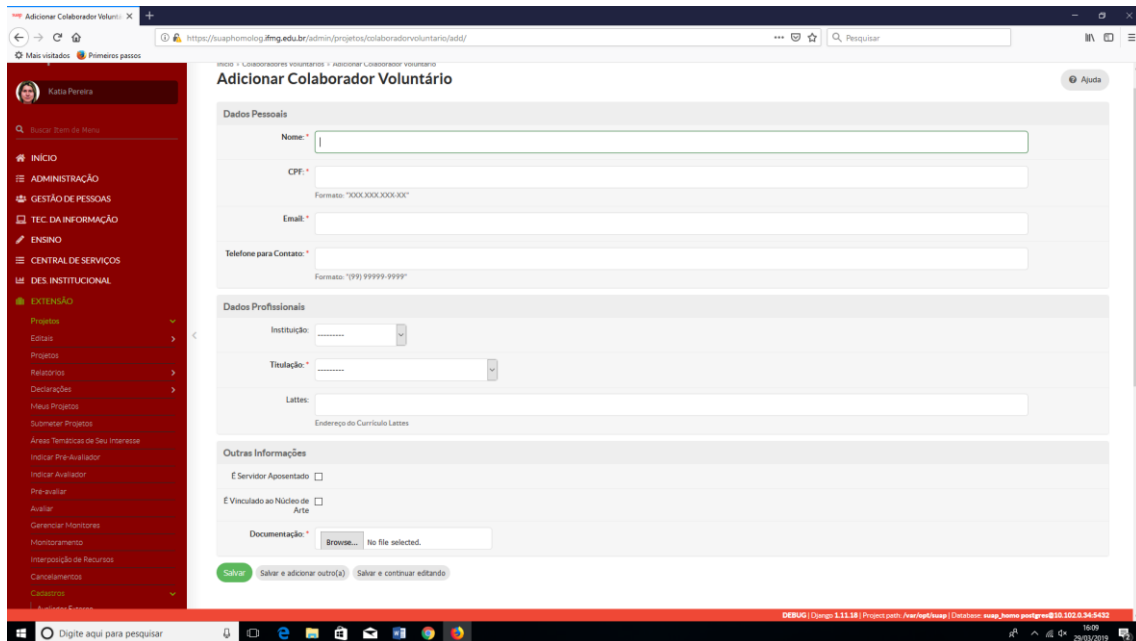 Adicionar Colaborador Volunt
https://suaphomolog.ifmg.edu.br/admin/projetos/colaboradorvoluntario/add/
Pesquisar
Mais visitados Primeiros passos
Início › Colaboradores Voluntários › Adicionar Colaborador Voluntário
Adicionar Colaborador Voluntário
Ajuda
Katia Pereira
Buscar Item de Menu
INÍCIO
ADMINISTRAÇÃO
GESTÃO DE PESSOAS
TEC. DA INFORMAÇÃO
ENSINO
CENTRAL DE SERVIÇOS
DES. INSTITUCIONAL
EXTENSÃO
Projetos
Editais
Projetos
Relatórios
Declarações
Meus Projetos
Submeter Projetos
Áreas Temáticas de Seu Interesse
Indicar Pré-Avaliador
Indicar Avaliador
Pré-avaliar
Avaliar
Gerenciar Monitores
Monitoramento
Interposição de Recursos
Cancelamentos
Cadastros
Avaliador Externo
Dados Pessoais
Nome: *
CPF: *
Formato: "XXX.XXX.XXX-XX"
Email: *
Telefone para Contato: *
Formato: "(99) 99999-9999"
Dados Profissionais
Instituição: ---------
Titulação: * ---------
Lattes:
Endereço do Currículo Lattes
Outras Informações
É Servidor Aposentado
É Vinculado ao Núcleo de
Arte
Documentação: * Browse... No file selected.
Salvar Salvar e adicionar outro(a) Salvar e continuar editando
DEBUG | Django 1.11.18 | Project path: /var/opt/suap | Database: suap_homo postgres@10.102.0.34:5432
Digite aqui para pesquisar
16:09
29/03/2019